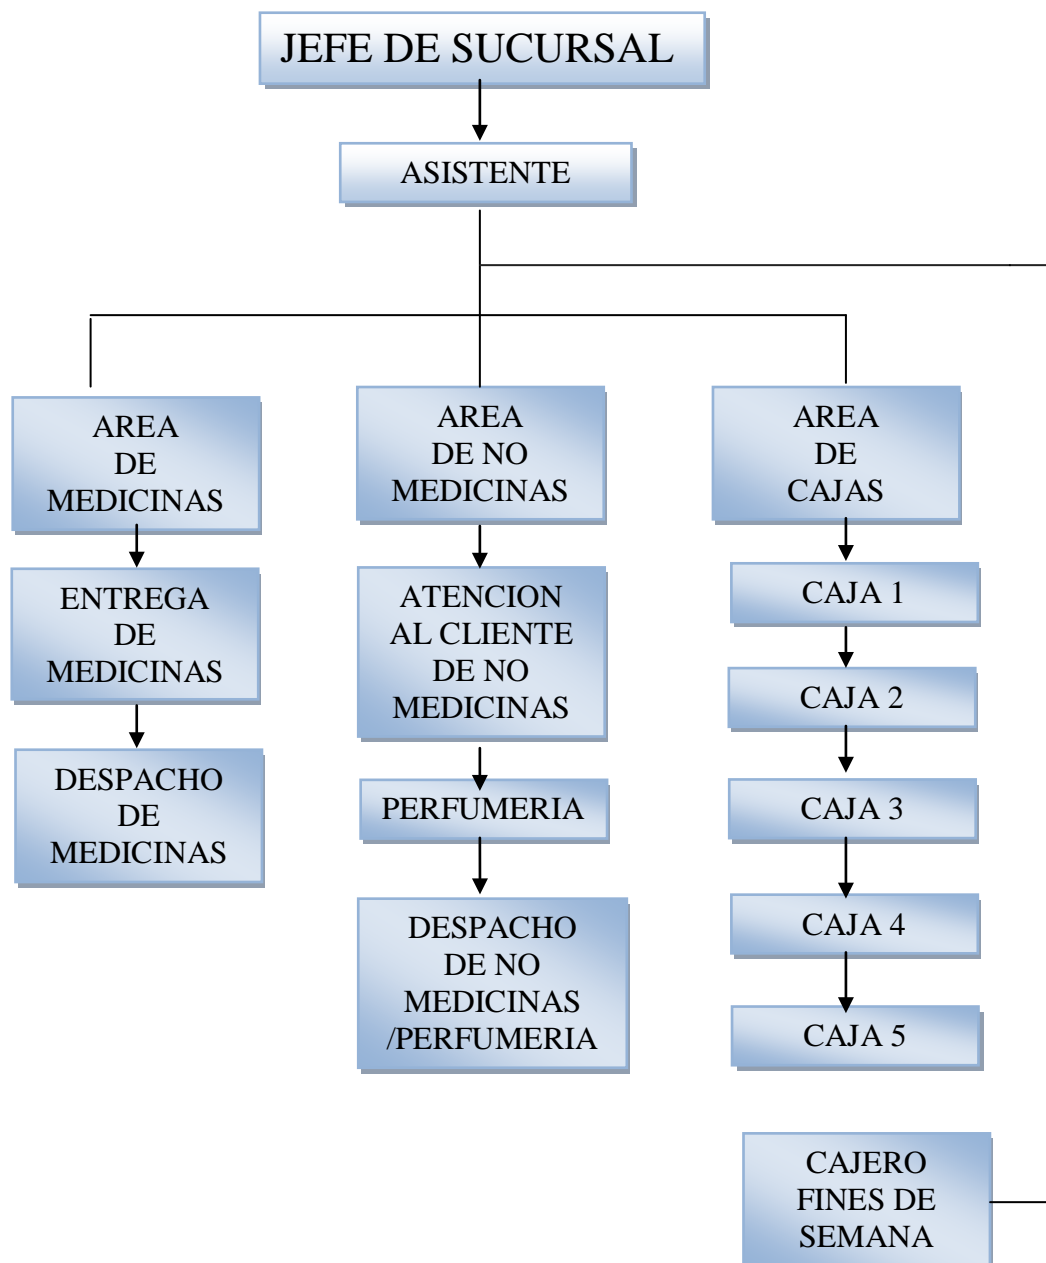 JEFE DE SUCURSAL
ASISTENTE
AREA
DE
MEDICINAS
ENTREGA
DE
MEDICINAS
DESPACHO
DE
MEDICINAS
AREA
DE NO
MEDICINAS
ATENCION
AL CLIENTE
DE NO
MEDICINAS
PERFUMERIA
DESPACHO
DE NO
MEDICINAS
/PERFUMERIA
AREA
DE
CAJAS
CAJA 1
CAJA 2
CAJA 3
CAJA 4
CAJA 5
CAJERO
FINES DE
SEMANA